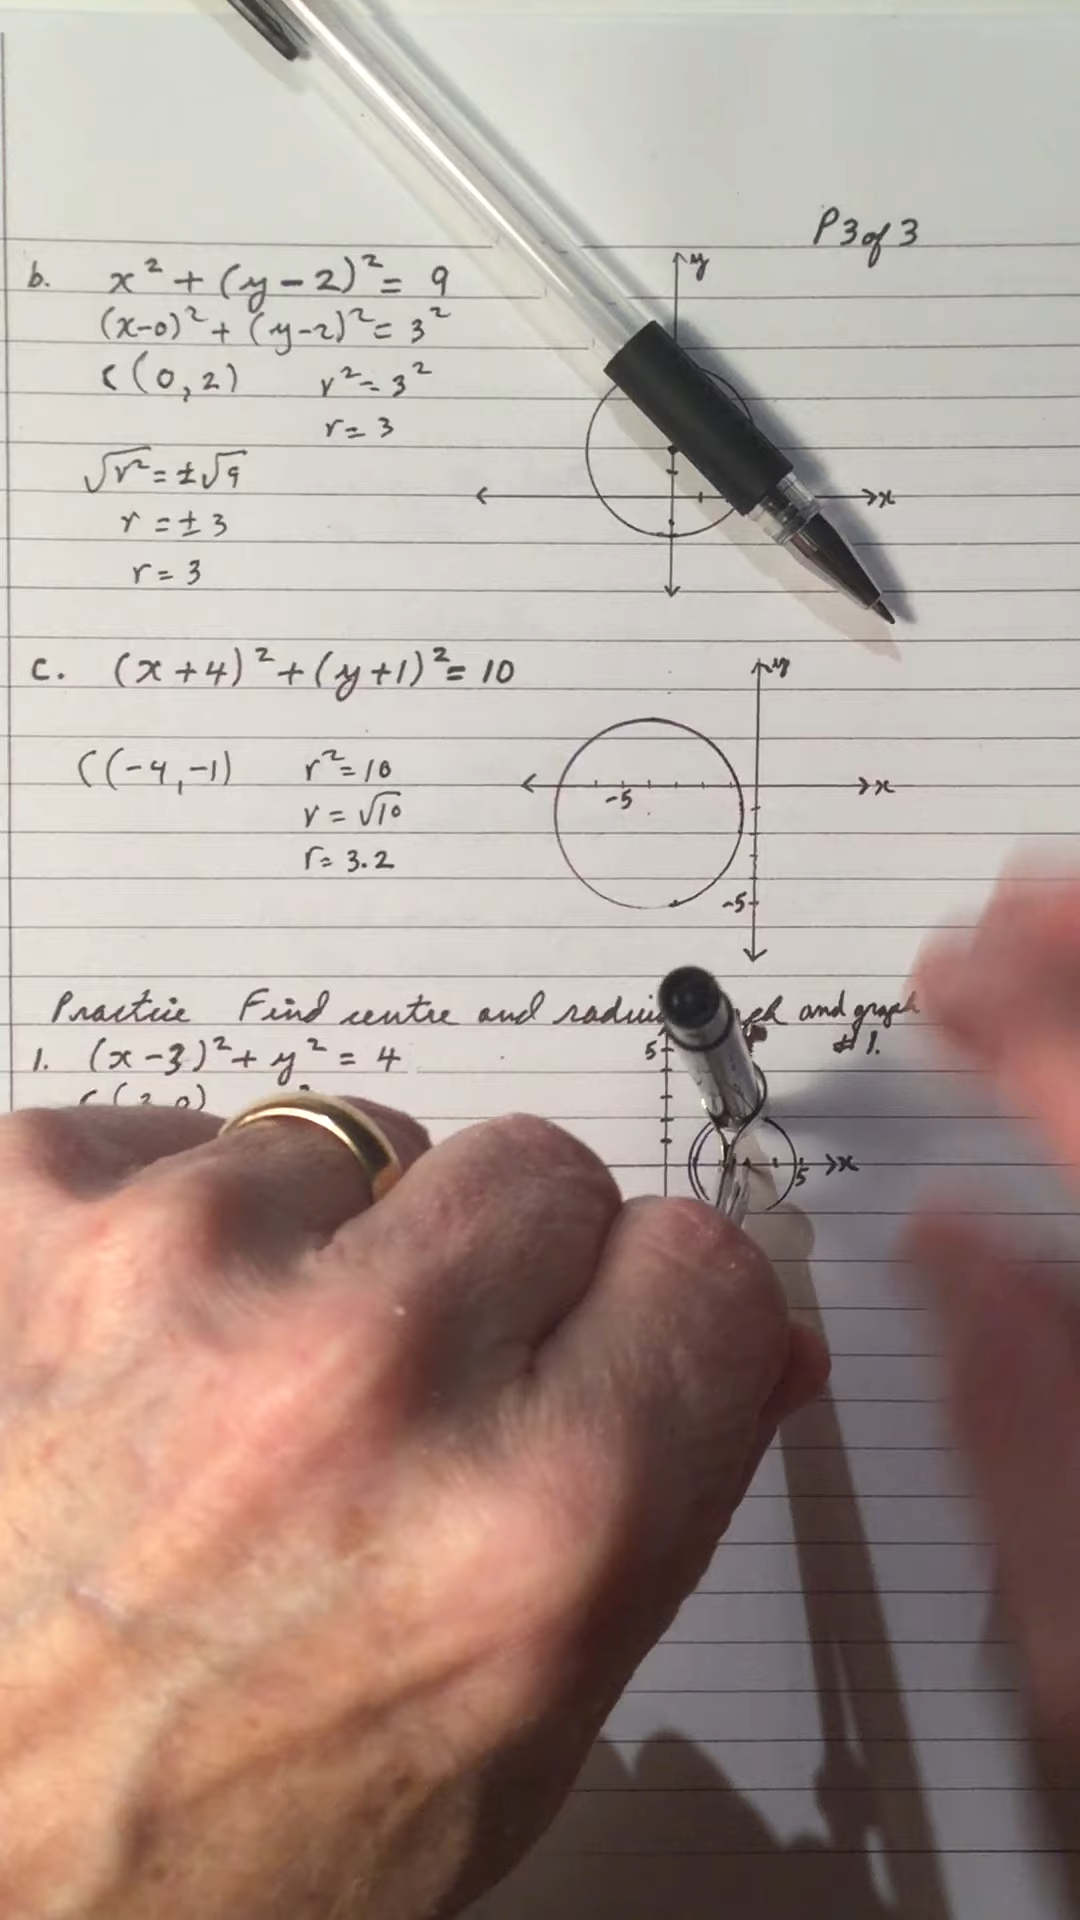 P 3 of 3
b. x² + (y - 2)² = 9
(x-0)² + (y-2)² = 3²
C (0, 2) r² = 3²
r = 3
√r² = ±√9
r = ± 3
r = 3
y
x
c. (x + 4)² + (y + 1)² = 10
C (-4, -1) r² = 10
r = √10
r = 3.2
y
x
-5
-5
Practice Find centre and and graph
1. (x - 3)² + y² = 4 # 1.
5
5 x